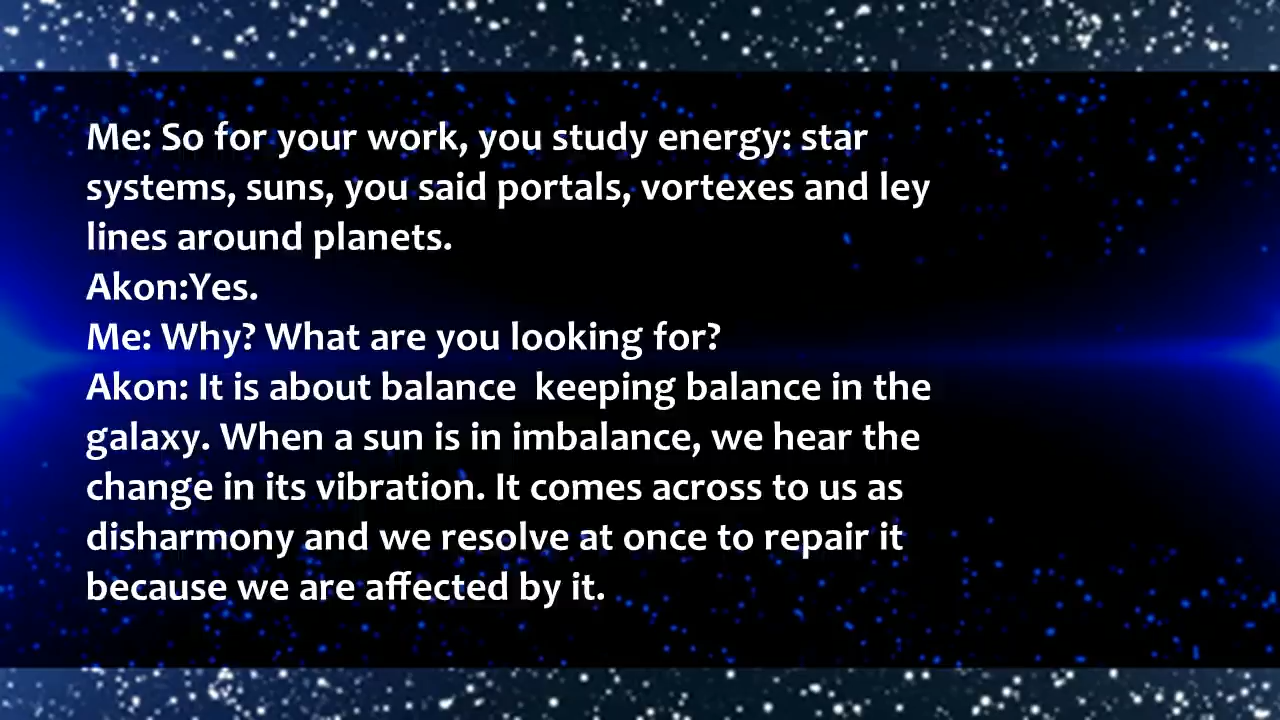 Me: So for your work, you study energy: star
systems, suns, you said portals, vortexes and ley
lines around planets.
Akon:Yes.
Me: Why? What are you looking for?
Akon: It is about balance  keeping balance in the
galaxy. When a sun is in imbalance, we hear the
change in its vibration. It comes across to us as
disharmony and we resolve at once to repair it
because we are affected by it.